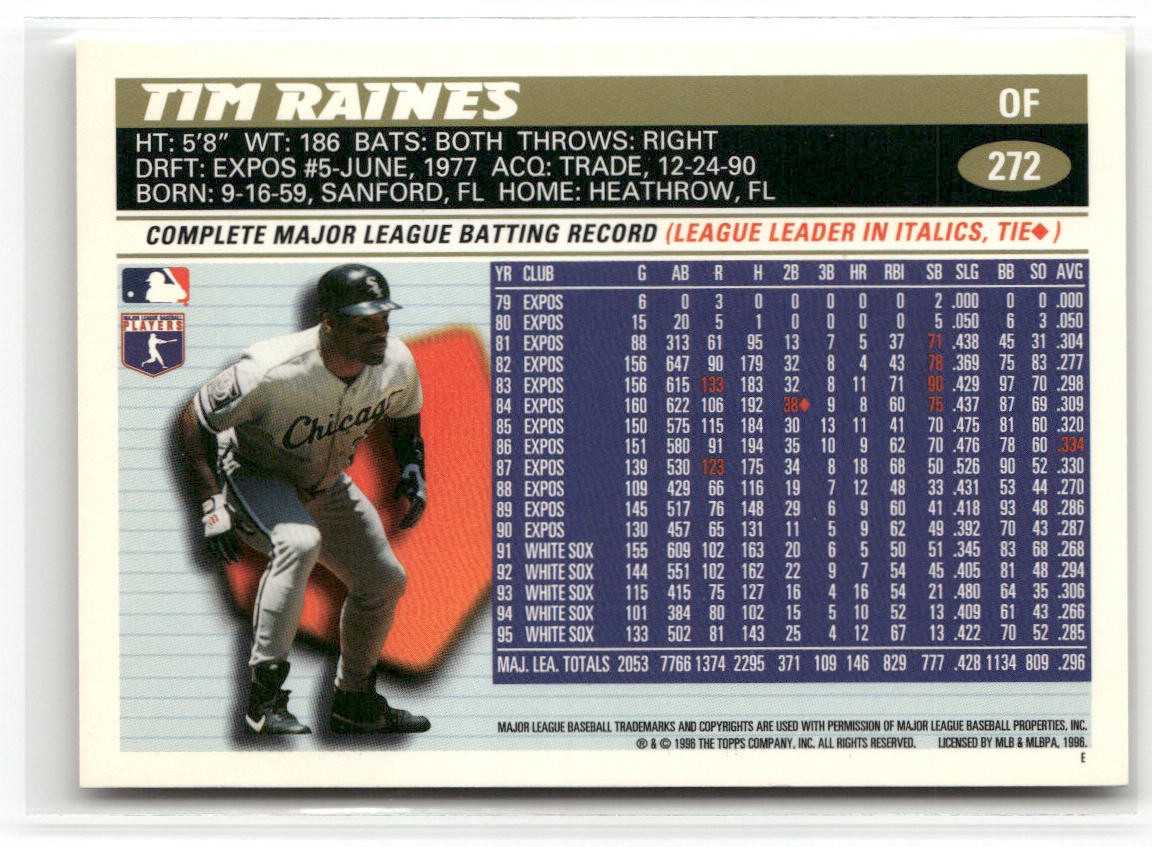 TIM RAINES OF
HT: 5'8" WT: 186 BATS: BOTH THROWS: RIGHT
DRFT: EXPOS #5-JUNE, 1977 ACQ: TRADE, 12-24-90
272
BORN: 9-16-59, SANFORD, FL HOME: HEATHROW, FL
COMPLETE MAJOR LEAGUE BATTING RECORD (LEAGUE LEADER IN ITALICS, TIE♦)
MAJOR LEAGUE BASEBALL
PLAYERS
Chicago
YR CLUB G AB R H 2B 3B HR RBI SB SLG BB SO AVG
79 EXPOS 6 0 3 0 0 0 0 0 2 .000 0 0 .000
80 EXPOS 15 20 5 1 0 0 0 0 5 .050 6 3 .050
81 EXPOS 88 313 61 95 13 7 5 37 71 .438 45 31 .304
82 EXPOS 156 647 90 179 32 8 4 43 78 .369 75 83 .277
83 EXPOS 156 615 133 183 32 8 11 71 90 .429 97 70 .298
84 EXPOS 160 622 106 192 38♦ 9 8 60 75 .437 87 69 .309
85 EXPOS 150 575 115 184 30 13 11 41 70 .475 81 60 .320
86 EXPOS 151 580 91 194 35 10 9 62 70 .476 78 60 .334
87 EXPOS 139 530 123 175 34 8 18 68 50 .526 90 52 .330
88 EXPOS 109 429 66 116 19 7 12 48 33 .431 53 44 .270
89 EXPOS 145 517 76 148 29 6 9 60 41 .418 93 48 .286
90 EXPOS 130 457 65 131 11 5 9 62 49 .392 70 43 .287
91 WHITE SOX 155 609 102 163 20 6 5 50 51 .345 83 68 .268
92 WHITE SOX 144 551 102 162 22 9 7 54 45 .405 81 48 .294
93 WHITE SOX 115 415 75 127 16 4 16 54 21 .480 64 35 .306
94 WHITE SOX 101 384 80 102 15 5 10 52 13 .409 61 43 .266
95 WHITE SOX 133 502 81 143 25 4 12 67 13 .422 70 52 .285
MAJ. LEA. TOTALS 2053 7766 1374 2295 371 109 146 829 777 .428 1134 809 .296
MAJOR LEAGUE BASEBALL TRADEMARKS AND COPYRIGHTS ARE USED WITH PERMISSION OF MAJOR LEAGUE BASEBALL PROPERTIES, INC.
® & © 1996 THE TOPPS COMPANY, INC. ALL RIGHTS RESERVED. LICENSED BY MLB & MLBPA, 1996.
E